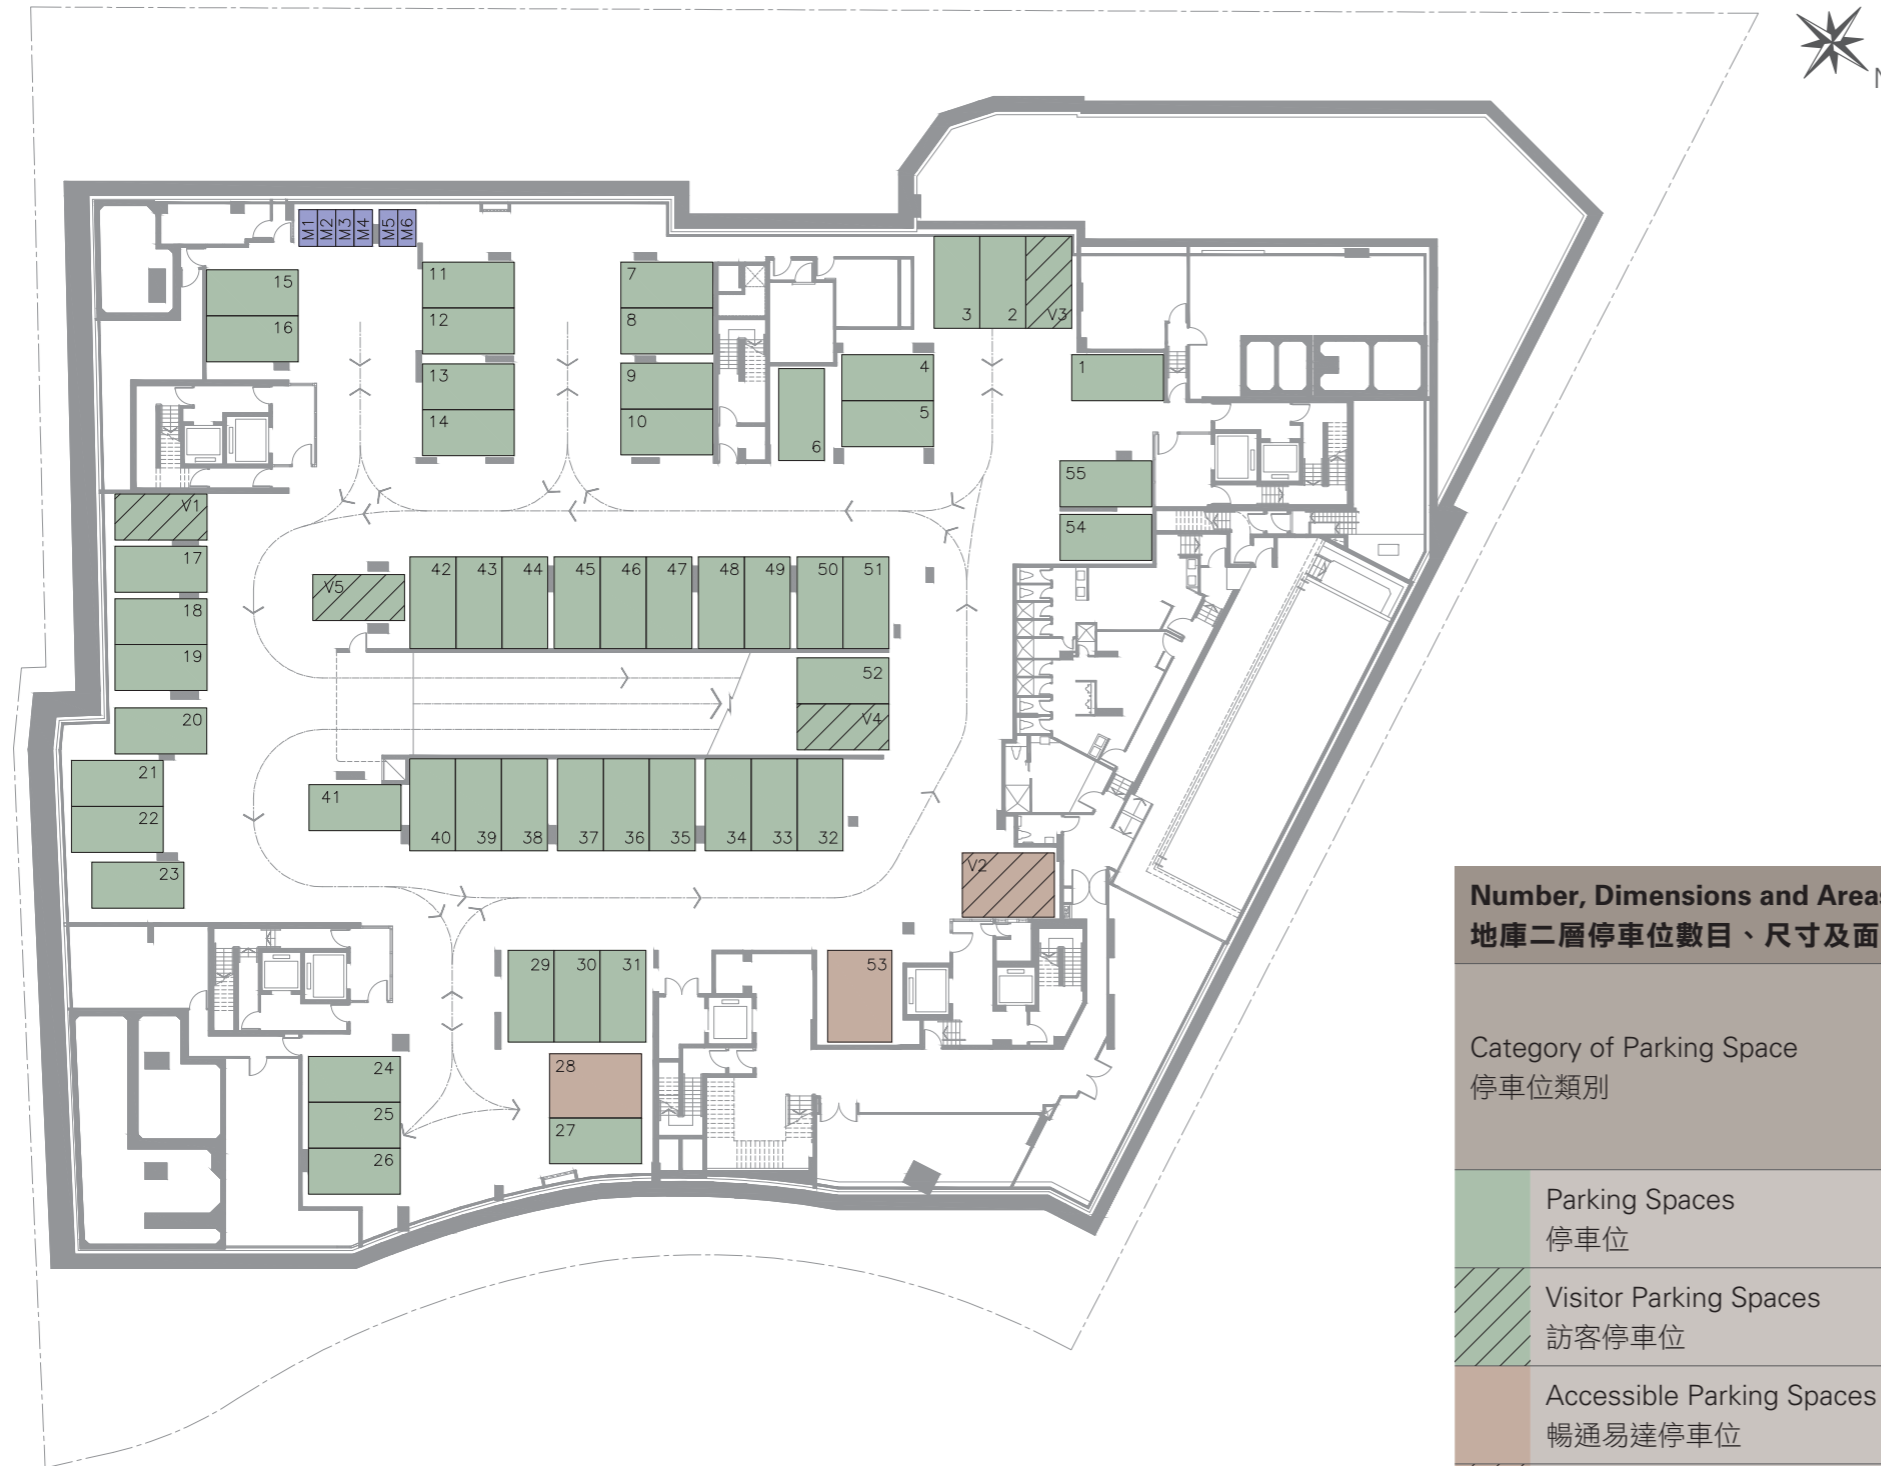 N
M1 M2 M3 M4 M5 M6
15
16
11
12
13
14
7
8
9
10
3 2 V3
4
5
6
1
55
54
V1
17
18
19
20
21
22
23
V5
42 43 44 45 46 47 48 49 50 51
52
V4
41
40 39 38 37 36 35 34 33 32
V2
53
29 30 31
28
27
24
25
26
Number, Dimensions and Areas
地庫二層停車位數目、尺寸及面
Category of Parking Space
停車位類別
Parking Spaces
停車位
Visitor Parking Spaces
訪客停車位
Accessible Parking Spaces
暢通易達停車位